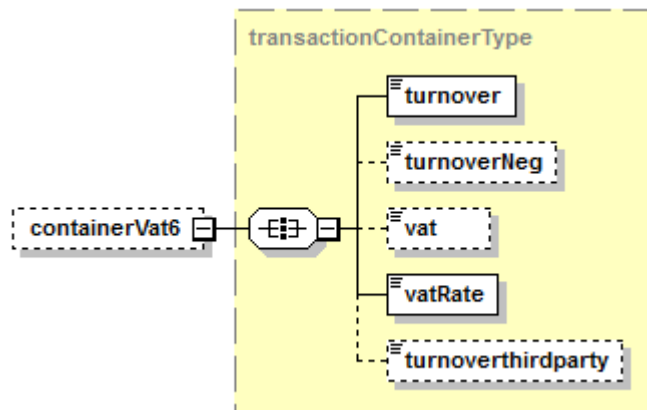 transactionContainerType
turnover
turnoverNeg
containerVat6
vat
vatRate
turnoverthirdparty